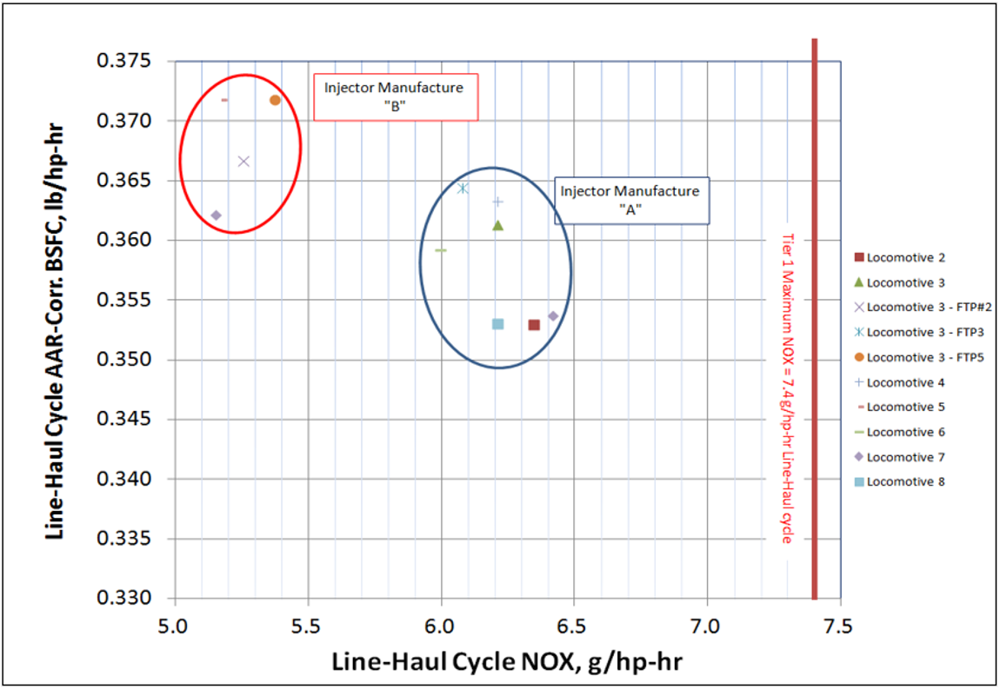 0.375
0.370
0.365
0.360
0.355
0.350
0.345
0.340
0.335
0.330
Line-Haul Cycle AAR-Corr. BSFC, lb/hp-hr
5.0
5.5
6.0
6.5
7.0
7.5
Line-Haul Cycle NOX, g/hp-hr
Injector Manufacture
"B"
Injector Manufacture
"A"
Tier 1 Maximum NOX = 7.4 g/hp-hr Line-Haul cycle
Locomotive 2
Locomotive 3
Locomotive 3 - FTP#2
Locomotive 3 - FTP3
Locomotive 3 - FTP5
Locomotive 4
Locomotive 5
Locomotive 6
Locomotive 7
Locomotive 8